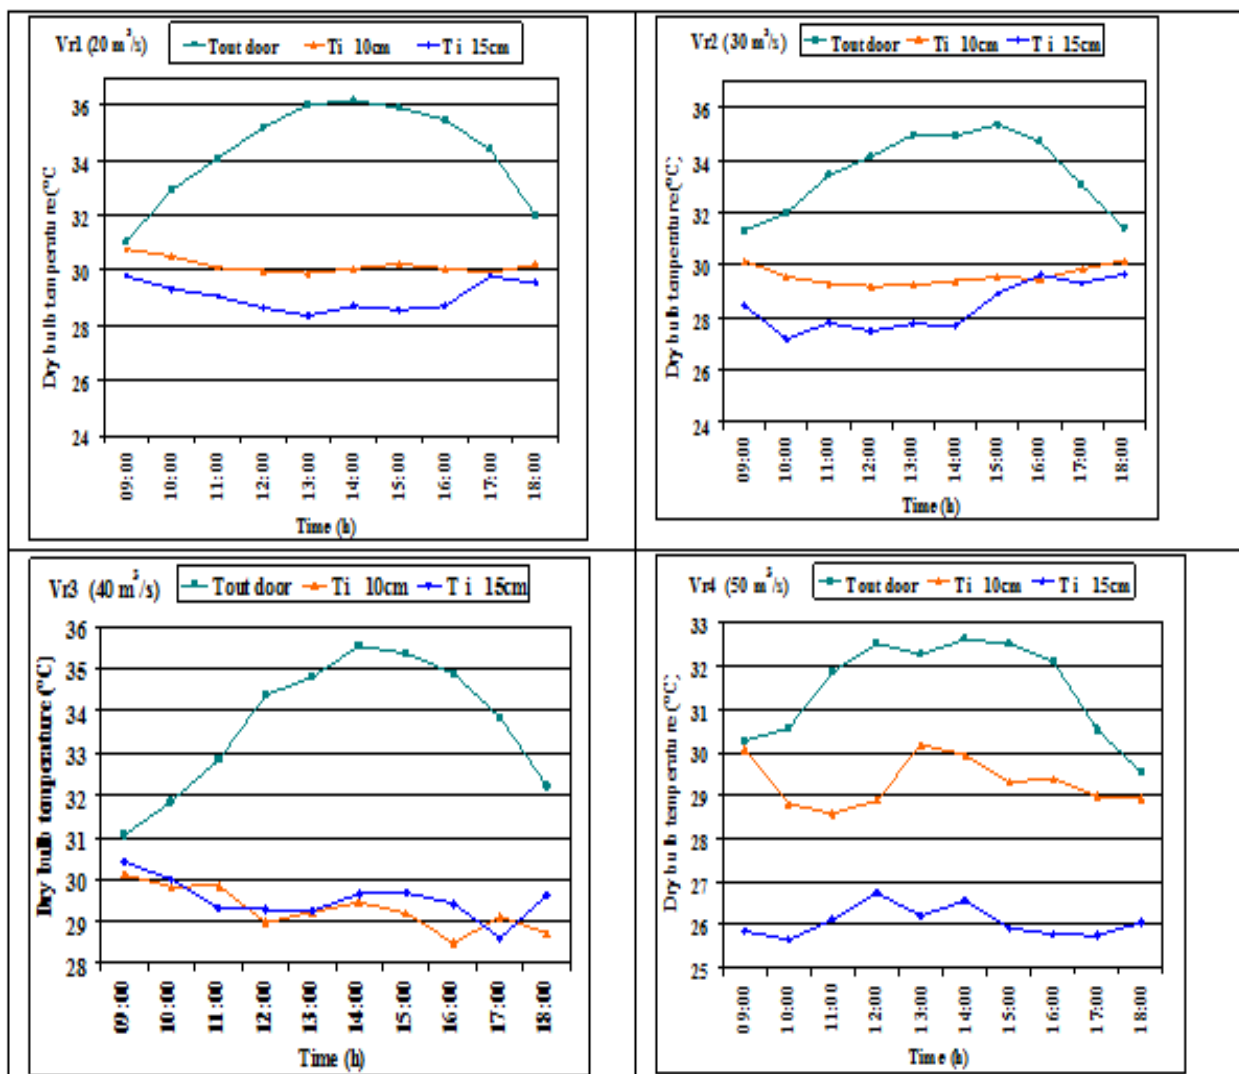 Vr1 (20 m³/s) Tout door Ti 10cm T i 15cm
Dry bulb temperature (°C
36
34
32
30
28
26
24
09:00 10:00 11:00 12:00 13:00 14:00 15:00 16:00 17:00 18:00
Time (h)
Vr2 (30 m³/s) Tout door Ti 10cm T i 15cm
Dry bulb temperature (°C)
36
34
32
30
28
26
24
09:00 10:00 11:00 12:00 13:00 14:00 15:00 16:00 17:00 18:00
Time (h)
Vr3 (40 m³/s) Tout door Ti 10cm T i 15cm
Dry bulb temperature (°C)
36
35
34
33
32
31
30
29
28
09:00 10:00 11:00 12:00 13:00 14:00 15:00 16:00 17:00 18:00
Time (h)
Vr4 (50 m³/s) Tout door Ti 10cm T i 15cm
Dry bulb temperature (°C)
33
32
31
30
29
28
27
26
25
09:00 10:00 11:00 12:00 13:00 14:00 15:00 16:00 17:00 18:00
Time (h)